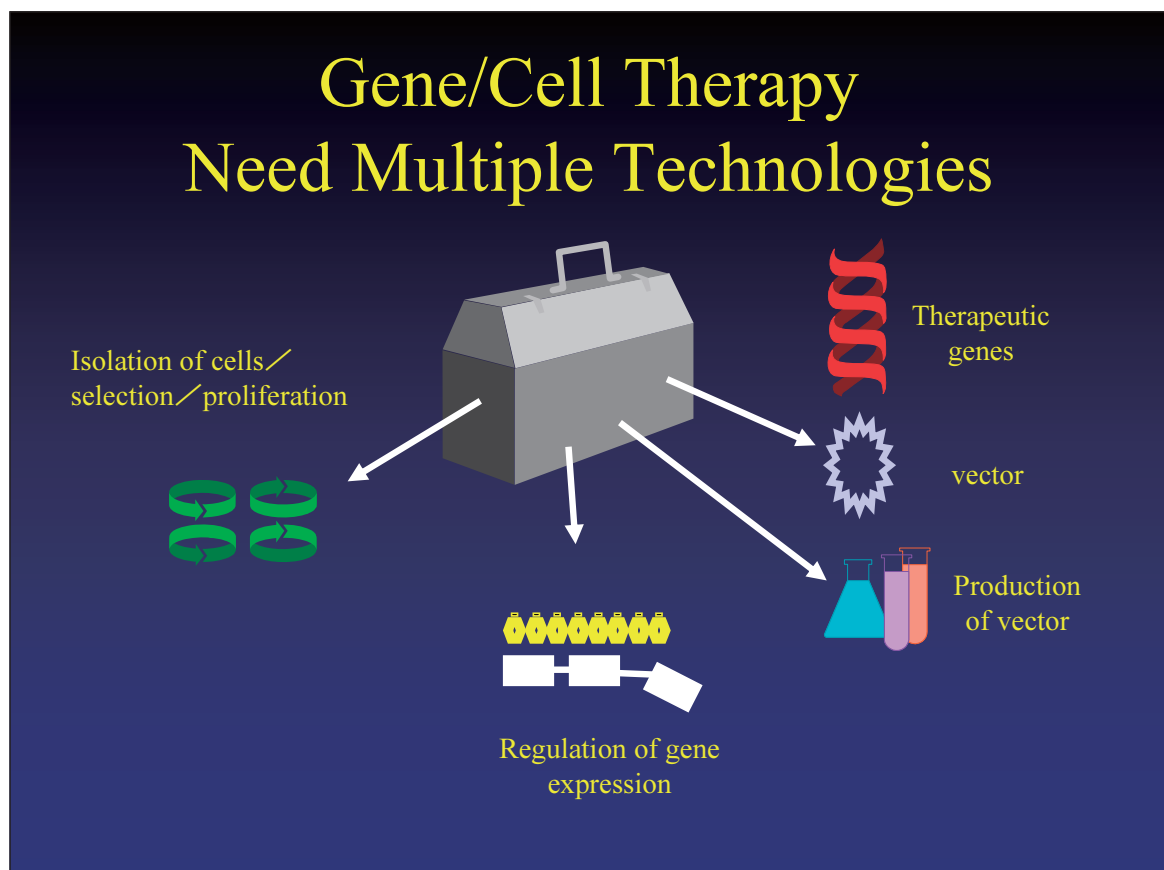 Gene/Cell Therapy
Need Multiple Technologies
Therapeutic
genes
Isolation of cells／
selection／proliferation
vector
Production
of vector
Regulation of gene
expression